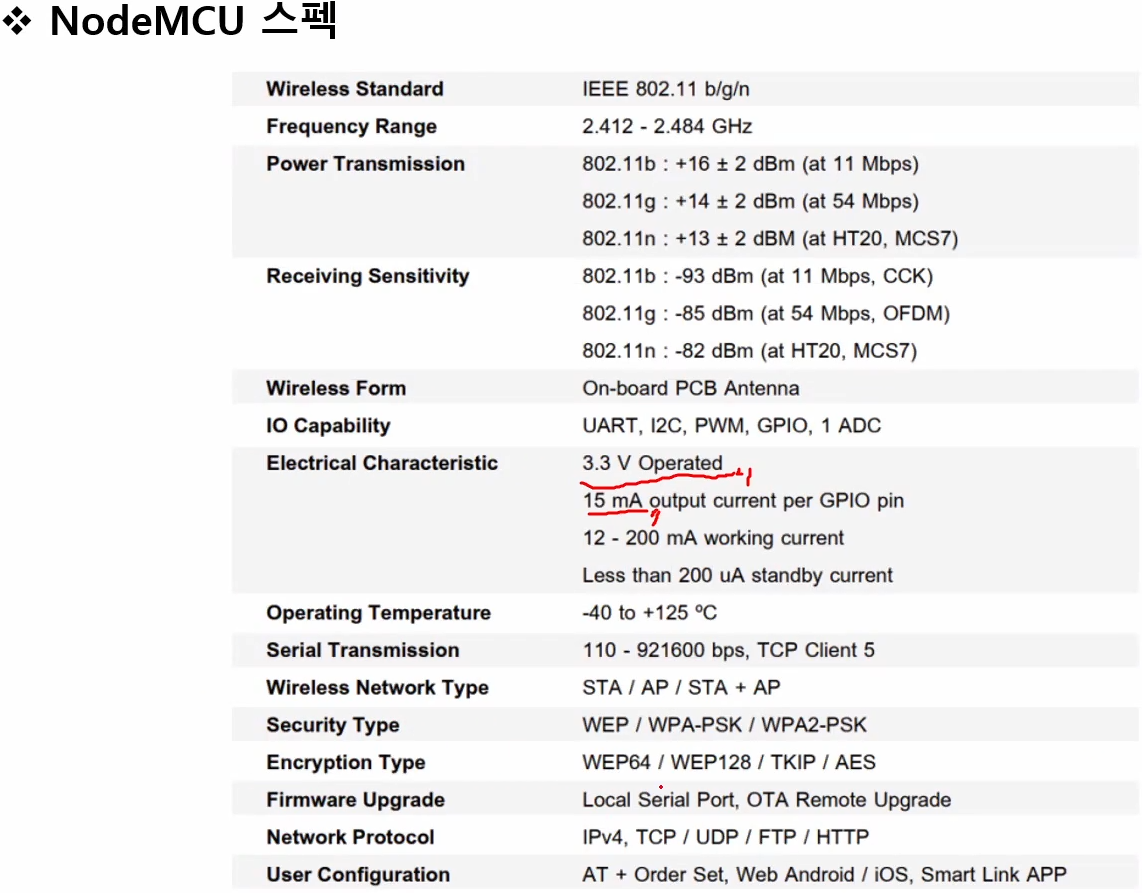 ❖ NodeMCU 스펙
Wireless Standard IEEE 802.11 b/g/n
Frequency Range 2.412 - 2.484 GHz
Power Transmission 802.11b : +16 ± 2 dBm (at 11 Mbps)
802.11g : +14 ± 2 dBm (at 54 Mbps)
802.11n : +13 ± 2 dBM (at HT20, MCS7)
Receiving Sensitivity 802.11b : -93 dBm (at 11 Mbps, CCK)
802.11g : -85 dBm (at 54 Mbps, OFDM)
802.11n : -82 dBm (at HT20, MCS7)
Wireless Form On-board PCB Antenna
IO Capability UART, I2C, PWM, GPIO, 1 ADC
Electrical Characteristic 3.3 V Operated
15 mA output current per GPIO pin
12 - 200 mA working current
Less than 200 uA standby current
Operating Temperature -40 to +125 ºC
Serial Transmission 110 - 921600 bps, TCP Client 5
Wireless Network Type STA / AP / STA + AP
Security Type WEP / WPA-PSK / WPA2-PSK
Encryption Type WEP64 / WEP128 / TKIP / AES
Firmware Upgrade Local Serial Port, OTA Remote Upgrade
Network Protocol IPv4, TCP / UDP / FTP / HTTP
User Configuration AT + Order Set, Web Android / iOS, Smart Link APP